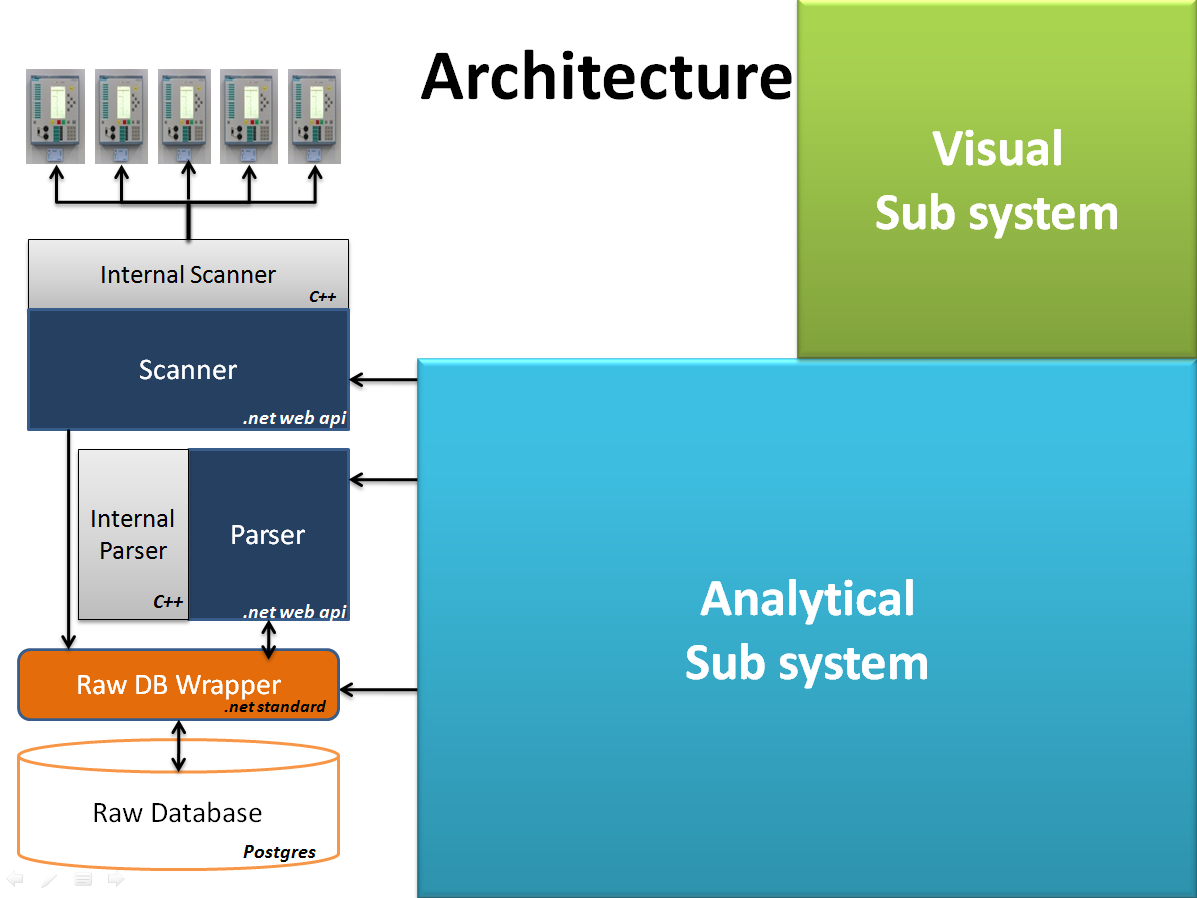 Architecture
Visual
Sub system
Internal Scanner
C++
Scanner
.net web api
Internal
Parser
C++
Parser
.net web api
Raw DB Wrapper
.net standard
Raw Database
Postgres
Analytical
Sub system